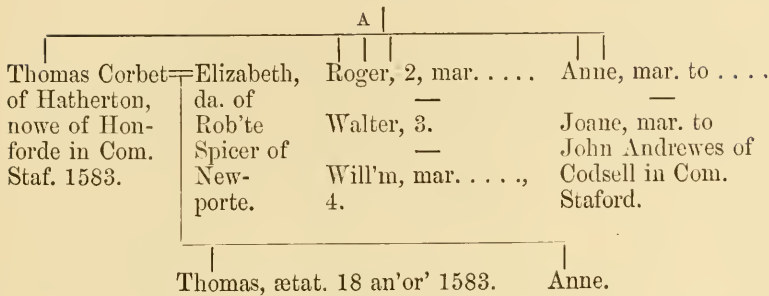 A
Thomas Corbet
of Hatherton,
nowe of Hon-
forde in Com.
Staf. 1583.
Elizabeth,
da. of
Rob'te
Spicer of
New-
porte.
Roger, 2, mar. . . . .
Walter, 3.
Will'm, mar. . . . .,
4.
Anne, mar. to . . . .
Joane, mar. to
John Andrewes of
Codsell in Com.
Staford.
Thomas, ætat. 18 an'or' 1583.
Anne.